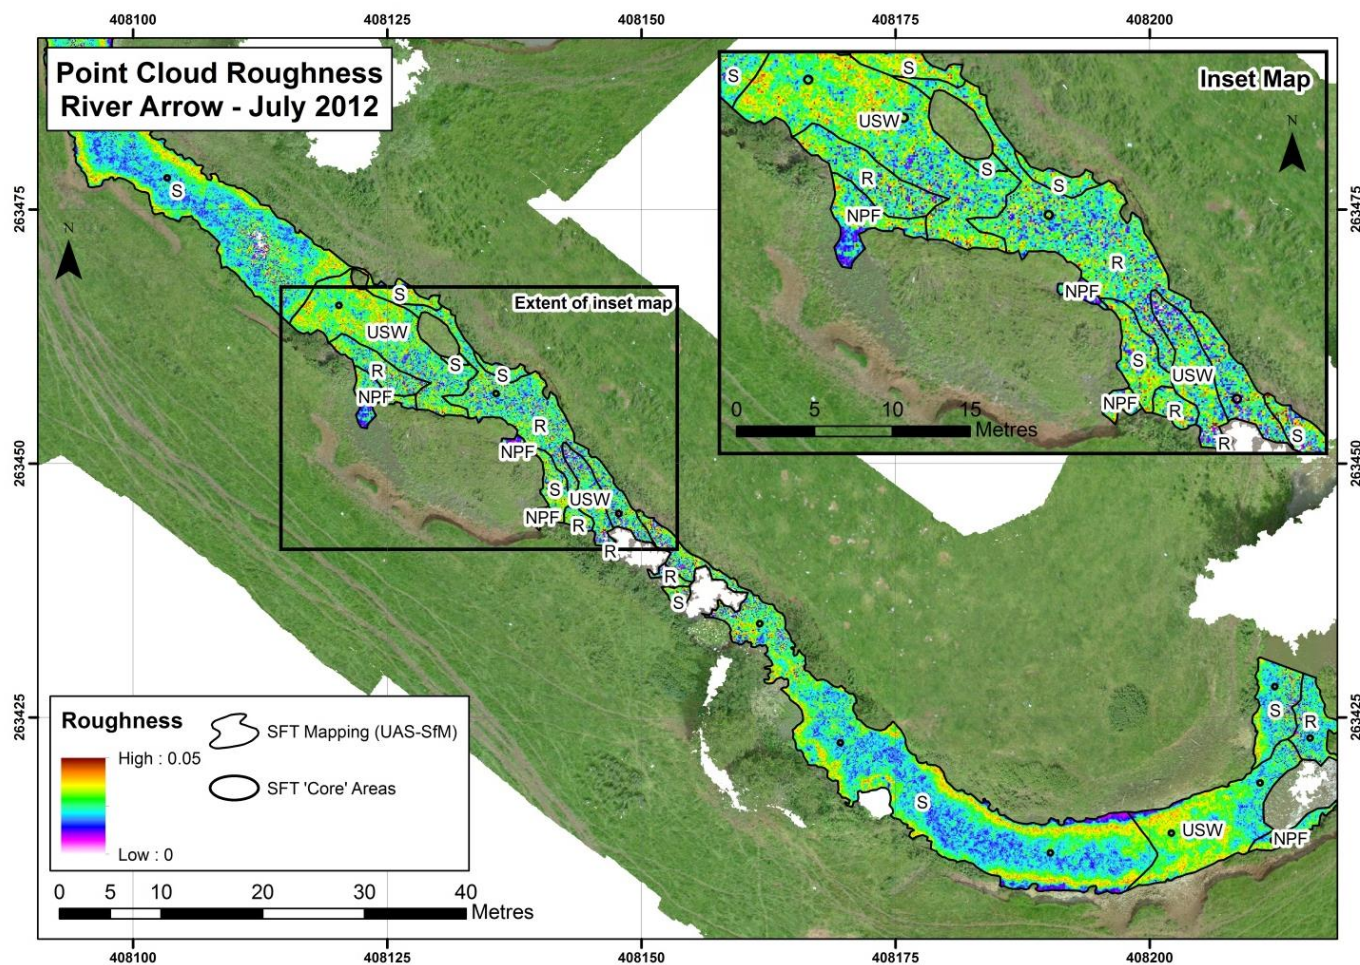 408100 408125 408150 408175 408200
Point Cloud Roughness
River Arrow - July 2012
Inset Map
N
S
S
USW
R
S
S
NPF
R
NPF
S
USW
NPF
R
R
S
0 5 10 15
Metres
263475
263475
N
S
Extent of inset map
S
USW
S
S
R
NPF
R
NPF
S
USW
NPF
R
R
R
S
263450
263450
S
R
S
USW
NPF
263425
263425
Roughness
High : 0.05
Low : 0
SFT Mapping (UAS-SfM)
SFT 'Core' Areas
0 5 10 20 30 40
Metres
408100 408125 408150 408175 408200